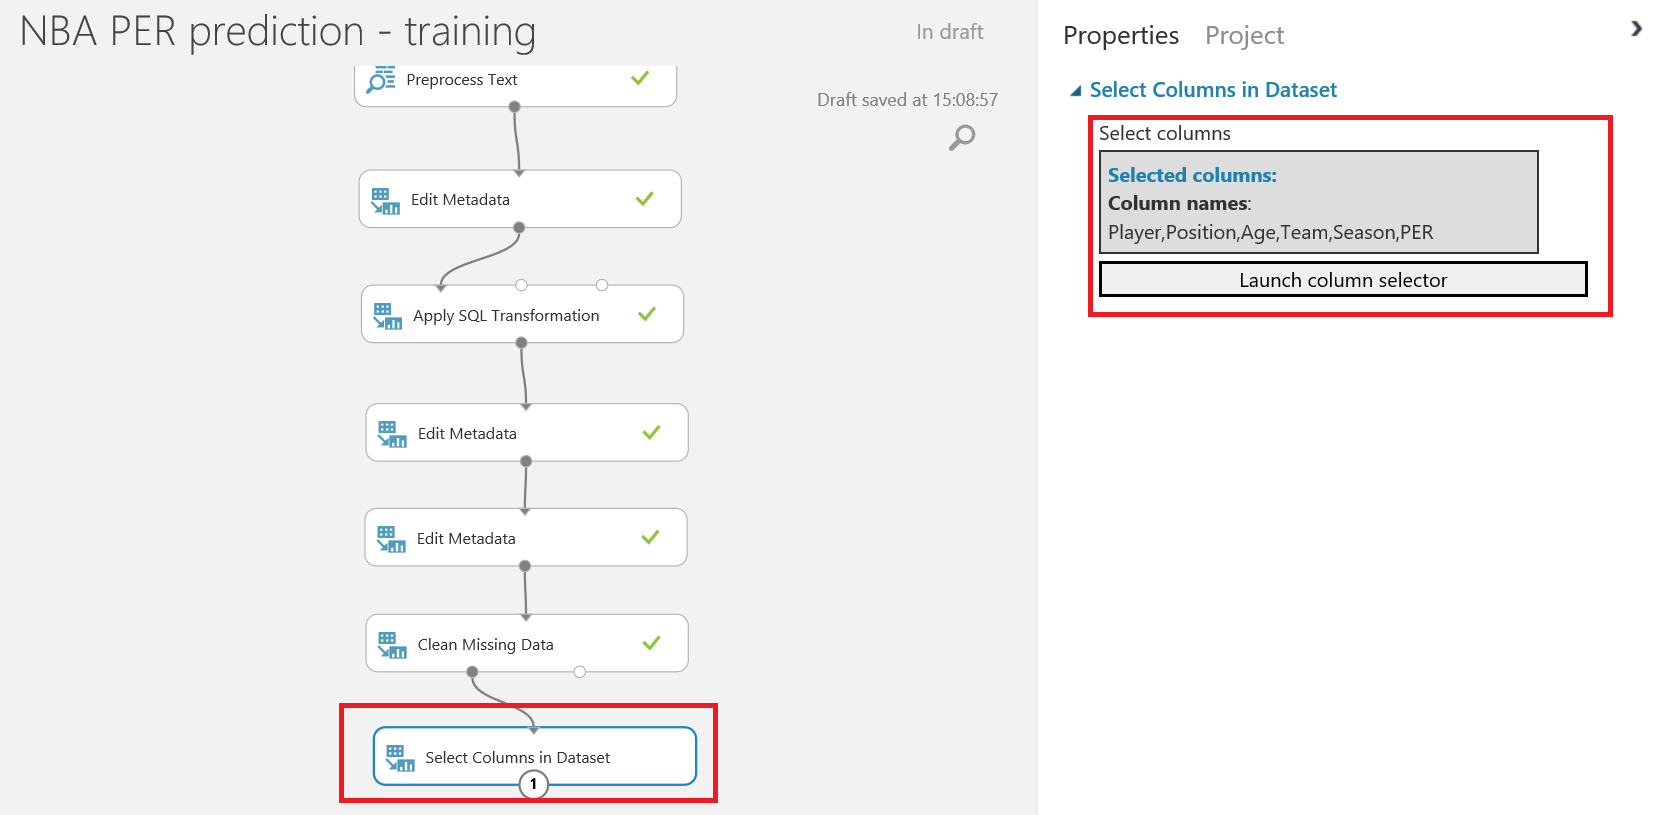 NBA PER prediction - training
In draft
Draft saved at 15:08:57
Preprocess Text
Edit Metadata
Apply SQL Transformation
Edit Metadata
Edit Metadata
Clean Missing Data
Select Columns in Dataset
1
Properties Project
Select Columns in Dataset
Select columns
Selected columns:
Column names:
Player,Position,Age,Team,Season,PER
Launch column selector